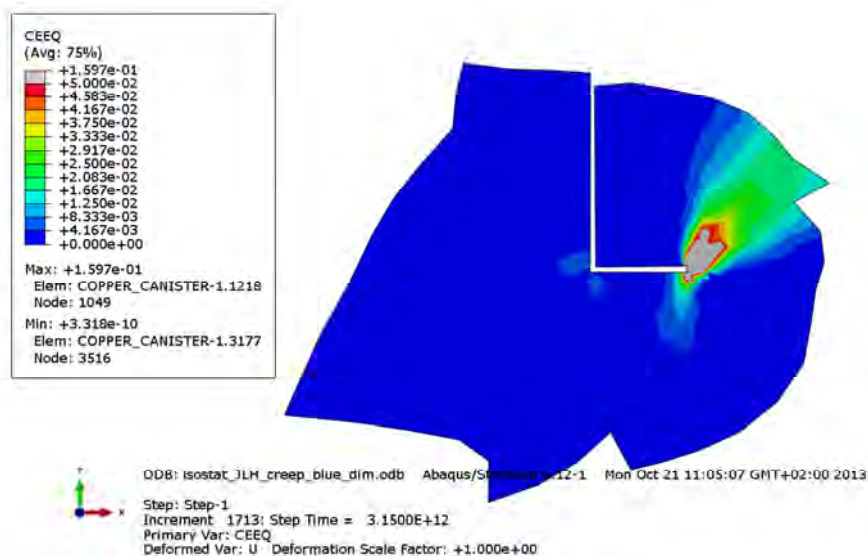 CEEQ
(Avg: 75%)
+1.597e-01
+5.000e-02
+4.583e-02
+4.167e-02
+3.750e-02
+3.333e-02
+2.917e-02
+2.500e-02
+2.083e-02
+1.667e-02
+1.250e-02
+8.333e-03
+4.167e-03
+0.000e+00
Max: +1.597e-01
Elem: COPPER_CANISTER-1.1218
Node: 1049
Min: +3.318e-10
Elem: COPPER_CANISTER-1.3177
Node: 3516
Y
X
ODB: isostat_JLH_creep_blue_dim.odb Abaqus/ 12-1 Mon Oct 21 11:05:07 GMT+02:00 2013
Step: Step-1
Increment 1713: Step Time = 3.1500E+12
Primary Var: CEEQ
Deformed Var: U Deformation Scale Factor: +1.000e+00